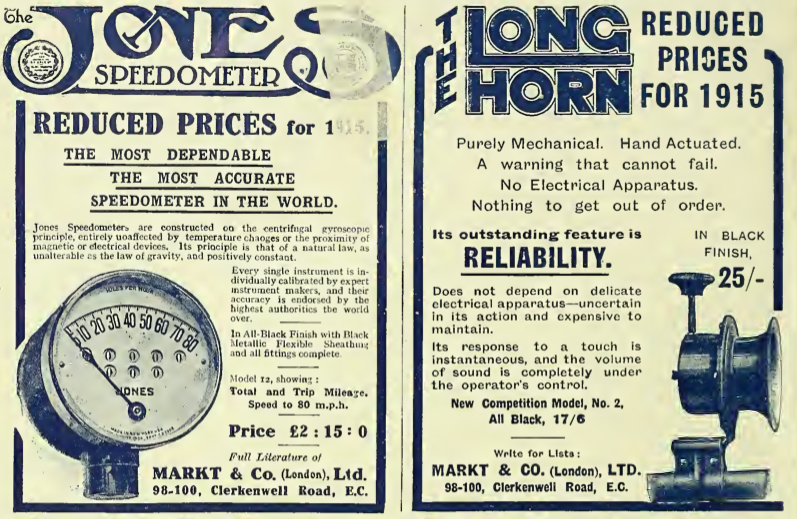 The
JONES
SPEEDOMETER
REDUCED PRICES for 1915.
THE MOST DEPENDABLE
THE MOST ACCURATE
SPEEDOMETER IN THE WORLD.
Jones Speedometers are constructed on the centrifugal gyroscopic
principle, entirely unaffected by temperature changes or the proximity of
magnetic or electrical devices. Its principle is that of a natural law, as
unalterable as the law of gravity, and positively constant.
Every single instrument is in-
dividually calibrated by expert
instrument makers, and their
accuracy is endorsed by the
highest authorities the world
over.
In All-Black Finish with Black
Metallic Flexible Sheathing
and all fittings complete.
Model 12, showing :
Total and Trip Mileage.
Speed to 80 m.p.h.
Price £2 : 15 : 0
Full Literature of
MARKT & Co. (London), Ltd.
98-100, Clerkenwell Road, E.C.
MILES PER HOUR
10 20 30 40 50 60 70 80
JONES
THE LONG HORN
REDUCED
PRICES
FOR 1915
Purely Mechanical. Hand Actuated.
A warning that cannot fail.
No Electrical Apparatus.
Nothing to get out of order.
Its outstanding feature is
RELIABILITY.
IN BLACK
FINISH,
25/-
Does not depend on delicate
electrical apparatus—uncertain
in its action and expensive to
maintain.
Its response to a touch is
instantaneous, and the volume
of sound is completely under
the operator's control.
New Competition Model, No. 2,
All Black, 17/6
Write for Lists :
MARKT & CO. (London), LTD.
98-100, Clerkenwell Road, E.C.